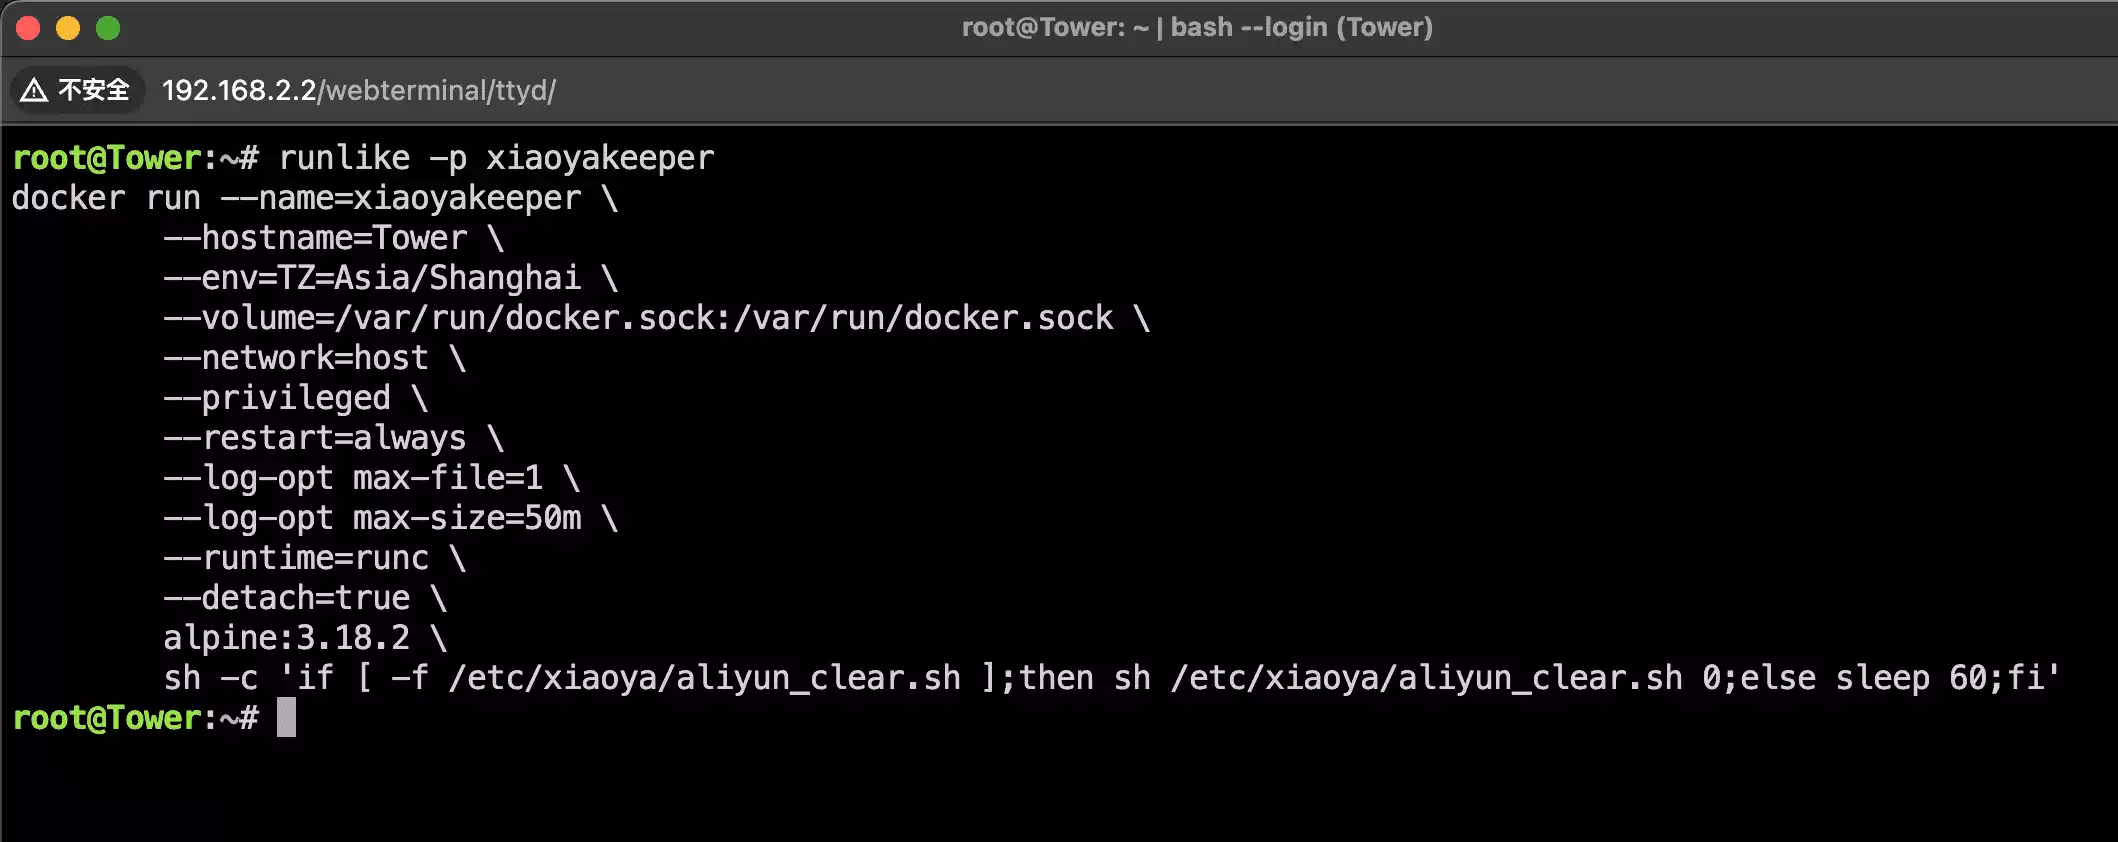 root@Tower: ~ | bash --login (Tower)
不安全 192.168.2.2/webterminal/ttyd/
root@Tower:~# runlike -p xiaoyakeeper
docker run --name=xiaoyakeeper \
--hostname=Tower \
--env=TZ=Asia/Shanghai \
--volume=/var/run/docker.sock:/var/run/docker.sock \
--network=host \
--privileged \
--restart=always \
--log-opt max-file=1 \
--log-opt max-size=50m \
--runtime=runc \
--detach=true \
alpine:3.18.2 \
sh -c 'if [ -f /etc/xiaoya/aliyun_clear.sh ];then sh /etc/xiaoya/aliyun_clear.sh 0;else sleep 60;fi'
root@Tower:~#